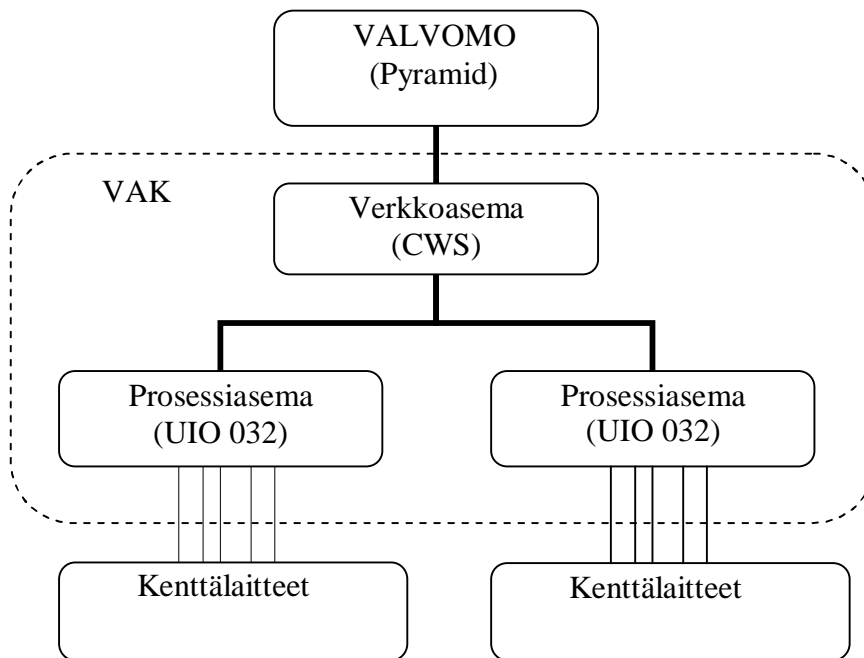 VALVOMO
(Pyramid)
VAK
Verkkoasema
(CWS)
Prosessiasema
(UIO 032)
Prosessiasema
(UIO 032)
Kenttälaitteet
Kenttälaitteet